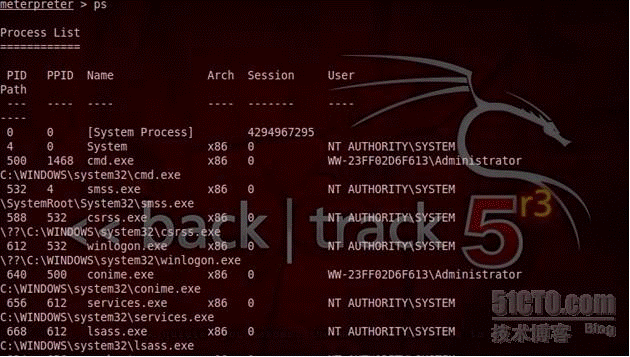 meterpreter > ps
Process List
============
PID PPID Name Arch Session User
Path
--- ---- ---- ---- ------- ----
----
0 0 [System Process] 4294967295
4 0 System x86 0 NT AUTHORITY\SYSTEM
500 1468 cmd.exe x86 0 WW-23FF02D6F613\Administrator
C:\WINDOWS\system32\cmd.exe
532 4 smss.exe x86 0 NT AUTHORITY\SYSTEM
\SystemRoot\System32\smss.exe
588 532 csrss.exe x86 0 NT AUTHORITY\SYSTEM
\??\C:\WINDOWS\system32\csrss.exe
612 532 winlogon.exe x86 0 NT AUTHORITY\SYSTEM
\??\C:\WINDOWS\system32\winlogon.exe
640 500 conime.exe x86 0 WW-23FF02D6F613\Administrator
C:\WINDOWS\system32\conime.exe
656 612 services.exe x86 0 NT AUTHORITY\SYSTEM
C:\WINDOWS\system32\services.exe
668 612 lsass.exe x86 0 NT AUTHORITY\SYSTEM
C:\WINDOWS\system32\lsass.exe
<< back | track 5 r3
51CTO.com
技术博客 Blog